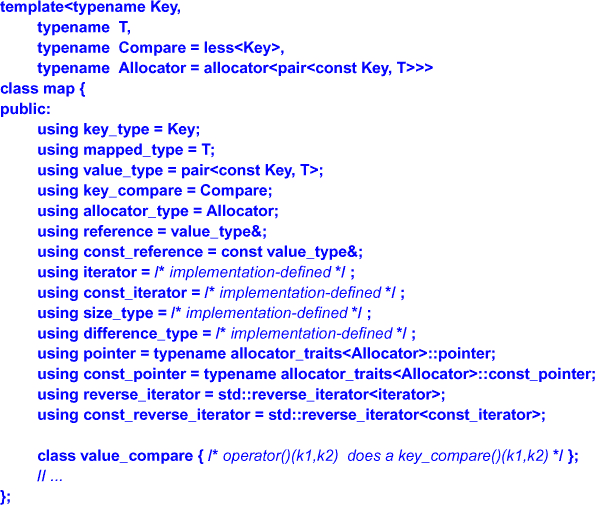 template<typename Key,
typename T,
typename Compare = less<Key>,
typename Allocator = allocator<pair<const Key, T>>>
class map {
public:
using key_type = Key;
using mapped_type = T;
using value_type = pair<const Key, T>;
using key_compare = Compare;
using allocator_type = Allocator;
using reference = value_type&;
using const_reference = const value_type&;
using iterator = /* implementation-defined */ ;
using const_iterator = /* implementation-defined */ ;
using size_type = /* implementation-defined */ ;
using difference_type = /* implementation-defined */ ;
using pointer = typename allocator_traits<Allocator>::pointer;
using const_pointer = typename allocator_traits<Allocator>::const_pointer;
using reverse_iterator = std::reverse_iterator<iterator>;
using const_reverse_iterator = std::reverse_iterator<const_iterator>;
class value_compare { /* operator()(k1,k2) does a key_compare()(k1,k2) */ };
// ...
};